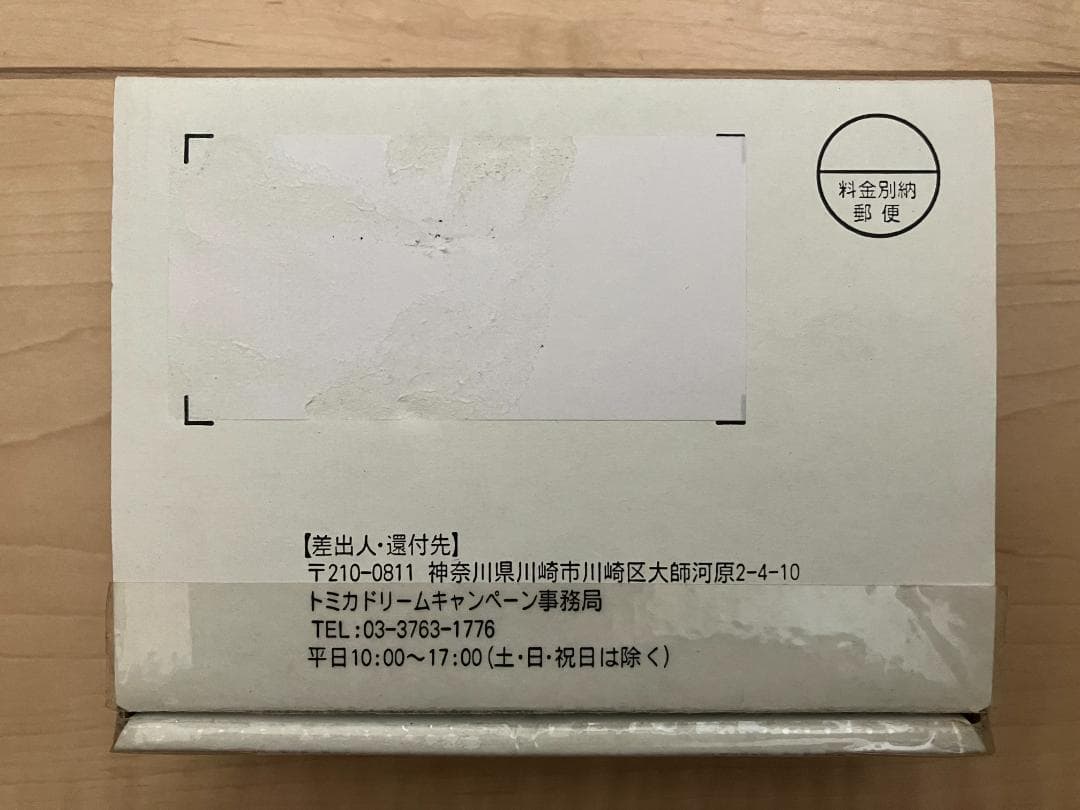 料金別納
郵便
【差出人・還付先】
〒210-0811 神奈川県川崎市川崎区大師河原2-4-10
トミカドリームキャンペーン事務局
TEL:03-3763-1776
平日10:00～17:00(土・日・祝日は除く)